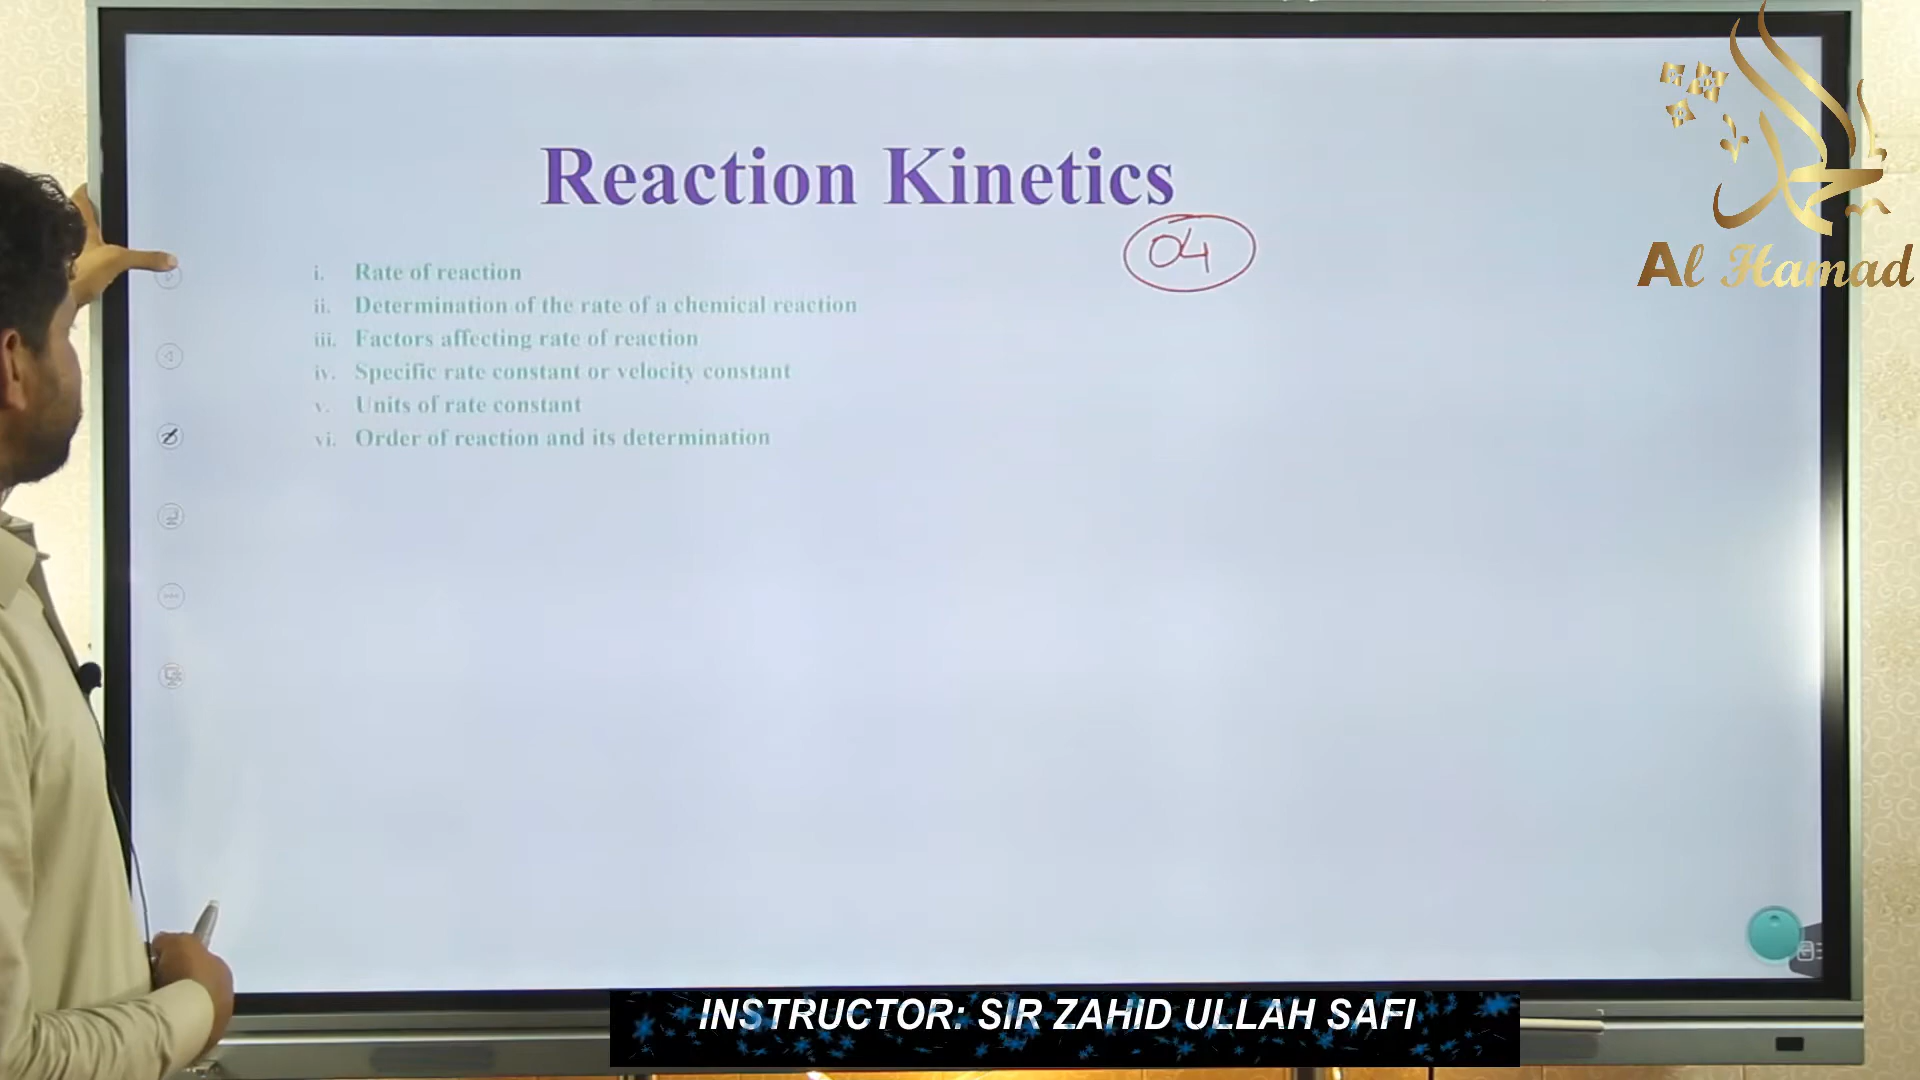 Reaction Kinetics
04
i. Rate of reaction
ii. Determination of the rate of a chemical reaction
iii. Factors affecting rate of reaction
iv. Specific rate constant or velocity constant
v. Units of rate constant
vi. Order of reaction and its determination
Al Hamad
INSTRUCTOR: SIR ZAHID ULLAH SAFI